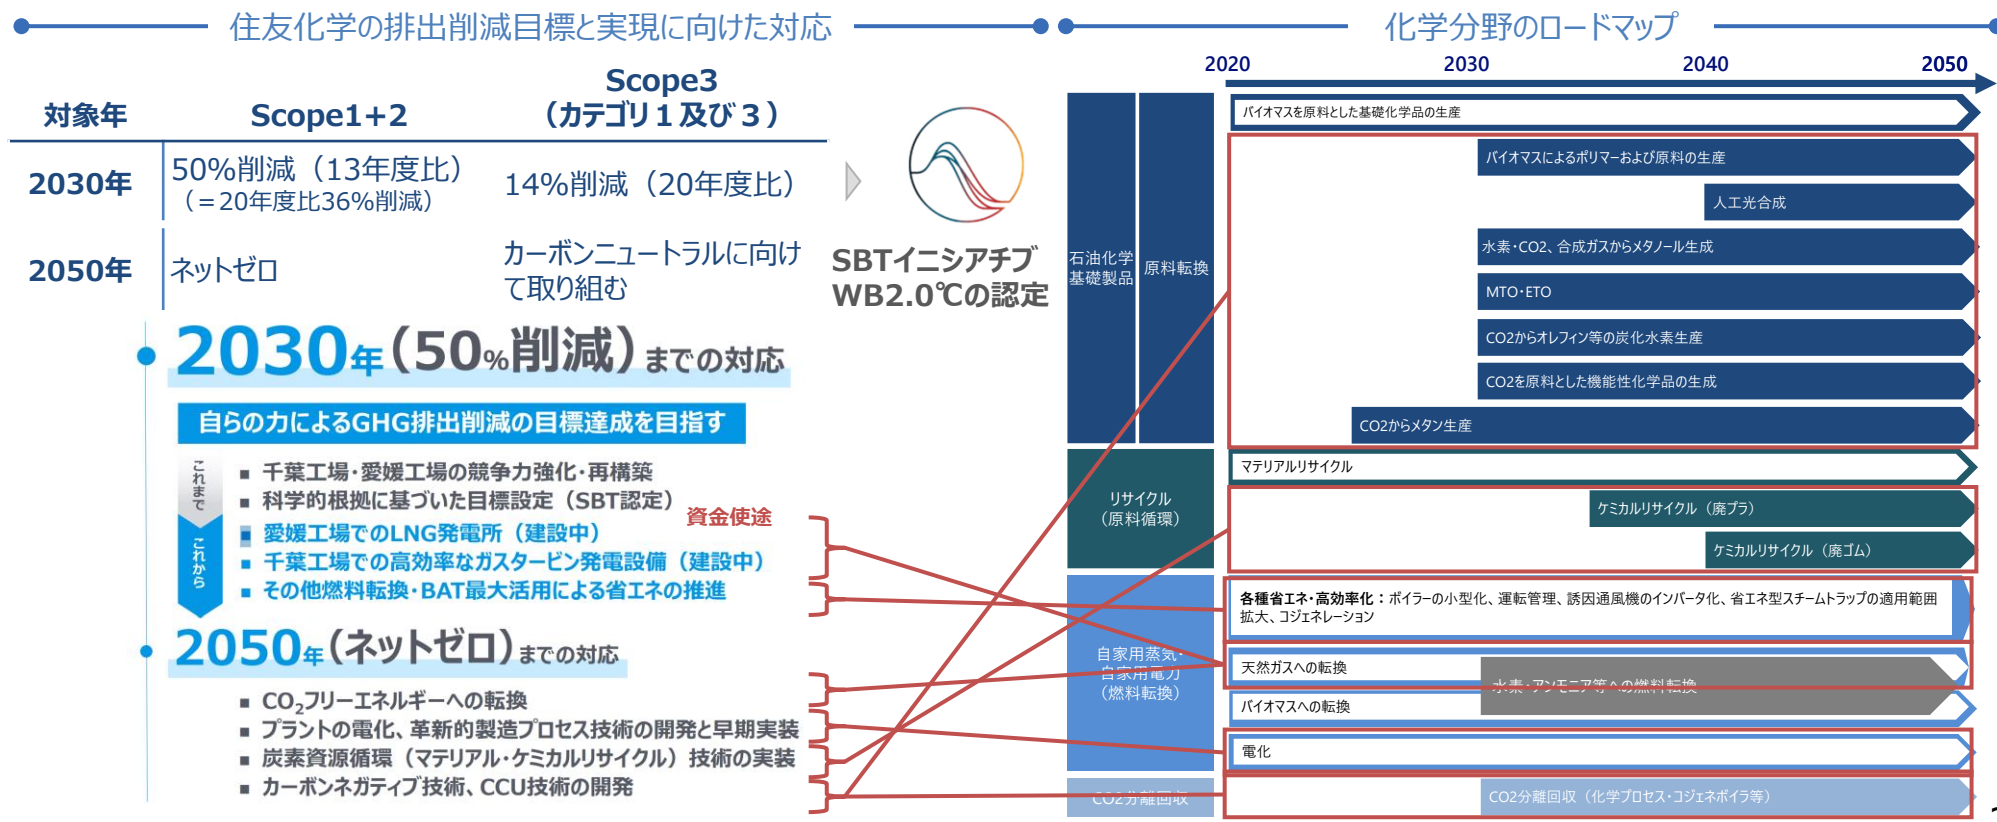 住友化学の排出削減目標と実現に向けた対応
対象年
Scope1+2
Scope3
（カテゴリ１及び３）
2030年
50%削減（13年度比）
（＝20年度比36%削減）
14%削減（20年度比）
2050年
ネットゼロ
カーボンニュートラルに向け
て取り組む
SBTイニシアチブ
WB2.0℃の認定
2030年（50%削減）までの対応
自らの力によるGHG排出削減の目標達成を目指す
これまで
■ 千葉工場・愛媛工場の競争力強化・再構築
■ 科学的根拠に基づいた目標設定（SBT認定）
資金使途
これから
■ 愛媛工場でのLNG発電所（建設中）
■ 千葉工場での高効率なガスタービン発電設備（建設中）
■ その他燃料転換・BAT最大活用による省エネの推進
2050年（ネットゼロ）までの対応
■ CO2フリーエネルギーへの転換
■ プラントの電化、革新的製造プロセス技術の開発と早期実装
■ 炭素資源循環（マテリアル・ケミカルリサイクル）技術の実装
■ カーボンネガティブ技術、CCU技術の開発
化学分野のロードマップ
2020
2030
2040
2050
石油化学
基礎製品
原料転換
バイオマスを原料とした基礎化学品の生産
バイオマスによるポリマーおよび原料の生産
人工光合成
水素・CO2、合成ガスからメタノール生成
MTO・ETO
CO2からオレフィン等の炭化水素生産
CO2を原料とした機能性化学品の生成
CO2からメタン生産
リサイクル
（原料循環）
マテリアルリサイクル
ケミカルリサイクル（廃プラ）
ケミカルリサイクル（廃ゴム）
自家用蒸気・
自家用電力
（燃料転換）
各種省エネ・高効率化：ボイラーの小型化、運転管理、誘因通風機のインバータ化、省エネ型スチームトラップの適用範囲
拡大、コジェネレーション
天然ガスへの転換
水素・アンモニア等への燃料転換
バイオマスへの転換
電化
CO2分離回収
CO2分離回収（化学プロセス・コジェネボイラ等）